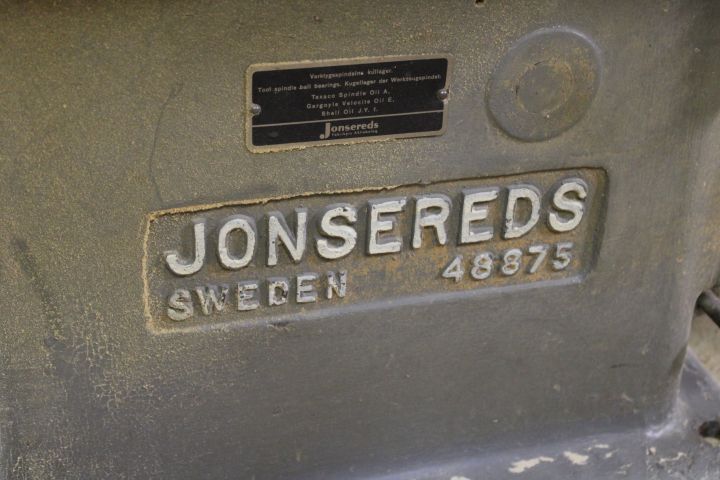 Verktygsspindelns kullager.
Tool spindle ball bearings. Kugellager der Werkzeugspindel.
Texaco Spindle Oil A.
Gargoyle Velocite Oil E.
Shell Oil J.Y. 1.
Jonsereds
JONSEREDS
SWEDEN 48875